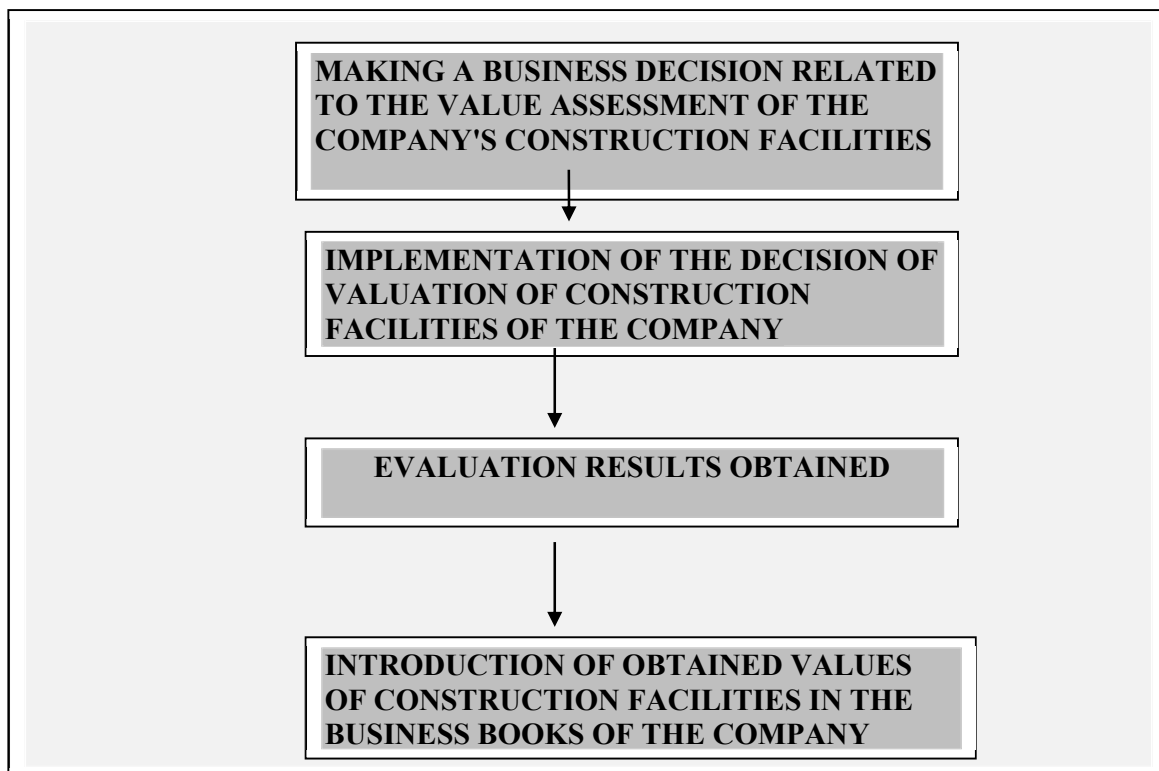 MAKING A BUSINESS DECISION RELATED
TO THE VALUE ASSESSMENT OF THE
COMPANY'S CONSTRUCTION FACILITIES
IMPLEMENTATION OF THE DECISION OF
VALUATION OF CONSTRUCTION
FACILITIES OF THE COMPANY
EVALUATION RESULTS OBTAINED
INTRODUCTION OF OBTAINED VALUES
OF CONSTRUCTION FACILITIES IN THE
BUSINESS BOOKS OF THE COMPANY